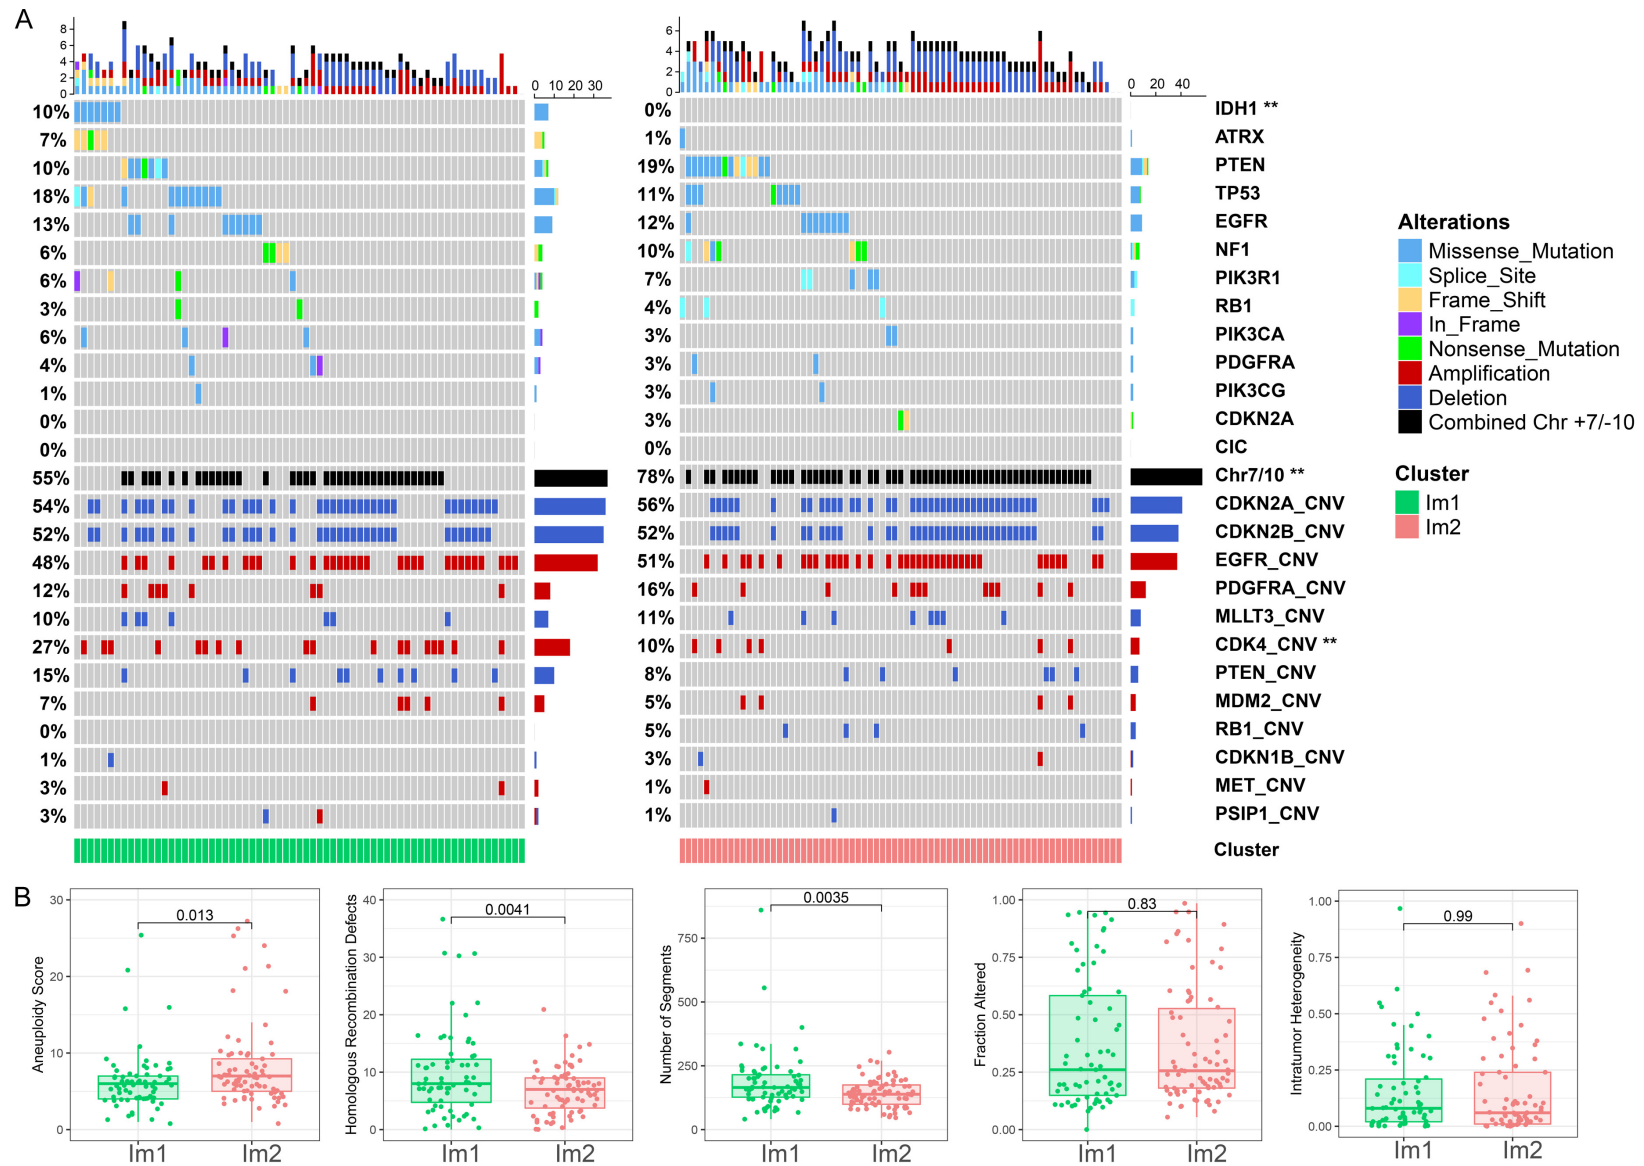 A
8
6
4
2
0
0 10 20 30
6
4
2
0
0 20 40
10% 0% IDH1 **
7% 1% ATRX
10% 19% PTEN
18% 11% TP53
13% 12% EGFR
6% 10% NF1
6% 7% PIK3R1
3% 4% RB1
6% 3% PIK3CA
4% 3% PDGFRA
1% 3% PIK3CG
0% 3% CDKN2A
0% 0% CIC
55% 78% Chr7/10 **
54% 56% CDKN2A_CNV
52% 52% CDKN2B_CNV
48% 51% EGFR_CNV
12% 16% PDGFRA_CNV
10% 11% MLLT3_CNV
27% 10% CDK4_CNV **
15% 8% PTEN_CNV
7% 5% MDM2_CNV
0% 5% RB1_CNV
1% 3% CDKN1B_CNV
3% 1% MET_CNV
3% 1% PSIP1_CNV
Cluster
Alterations
Missense_Mutation
Splice_Site
Frame_Shift
In_Frame
Nonsense_Mutation
Amplification
Deletion
Combined Chr +7/-10
Cluster
Im1
Im2
B
Aneuploidy Score
30
20
10
0
0.013
Im1 Im2
Homologous Recombination Defects
40
30
20
10
0
0.0041
Im1 Im2
Number of Segments
750
500
250
0
0.0035
Im1 Im2
Fraction Altered
1.00
0.75
0.50
0.25
0.00
0.83
Im1 Im2
Intratumor Heterogeneity
1.00
0.75
0.50
0.25
0.00
0.99
Im1 Im2